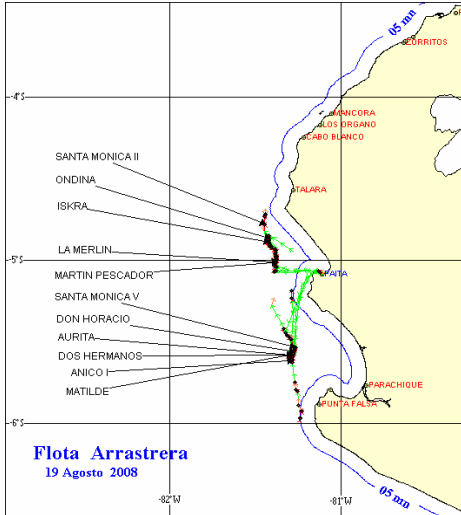 05 mn
ZORRITOS
-4°S
MANCORA
LOS ORGANO
CABO BLANCO
SANTA MONICA II
ONDINA
TALARA
ISKRA
LA MERLIN
-5°S
MARTIN PESCADOR
PAITA
SANTA MONICA V
DON HORACIO
AURITA
DOS HERMANOS
ANICO I
PARACHIQUE
MATILDE
PUNTA FALSA
-6°S
Flota Arrastrera
19 Agosto 2008
05 mn
-82°W
-81°W